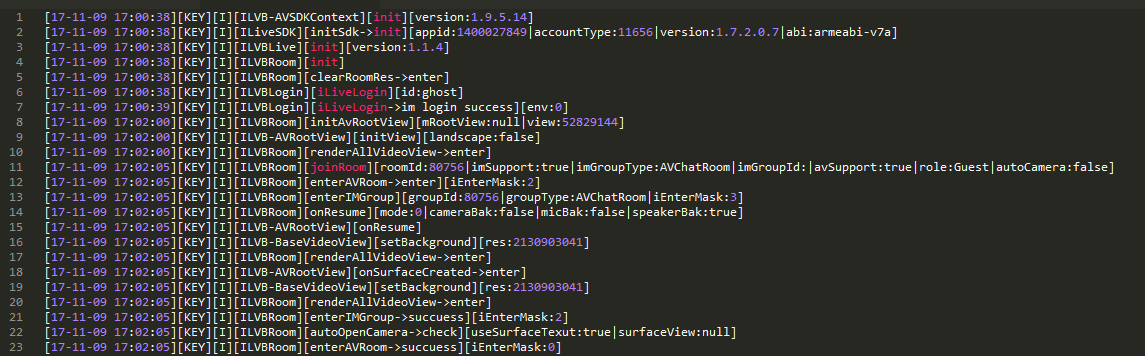 1 [17-11-09 17:00:38][KEY][I][ILVB-AVSDKContext][init][version:1.9.5.14]
2 [17-11-09 17:00:38][KEY][I][ILiveSDK][initSdk->init][appid:1400027849|accountType:11656|version:1.7.2.0.7|abi:armeabi-v7a]
3 [17-11-09 17:00:38][KEY][I][ILVBLive][init][version:1.1.4]
4 [17-11-09 17:00:38][KEY][I][ILVBRoom][init]
5 [17-11-09 17:00:38][KEY][I][ILVBRoom][clearRoomRes->enter]
6 [17-11-09 17:00:38][KEY][I][ILVBLogin][iLiveLogin][id:ghost]
7 [17-11-09 17:00:39][KEY][I][ILVBLogin][iLiveLogin->im login success][env:0]
8 [17-11-09 17:02:00][KEY][I][ILVBRoom][initAvRootView][mRootView:null|view:52829144]
9 [17-11-09 17:02:00][KEY][I][ILVB-AVRootView][initView][landscape:false]
10 [17-11-09 17:02:00][KEY][I][ILVBRoom][renderAllVideoView->enter]
11 [17-11-09 17:02:05][KEY][I][ILVBRoom][joinRoom][roomId:80756|imSupport:true|imGroupType:AVChatRoom|imGroupId:|avSupport:true|role:Guest|autoCamera:false]
12 [17-11-09 17:02:05][KEY][I][ILVBRoom][enterAVRoom->enter][iEnterMask:2]
13 [17-11-09 17:02:05][KEY][I][ILVBRoom][enterIMGroup][groupId:80756|groupType:AVChatRoom|iEnterMask:3]
14 [17-11-09 17:02:05][KEY][I][ILVBRoom][onResume][mode:0|cameraBak:false|micBak:false|speakerBak:true]
15 [17-11-09 17:02:05][KEY][I][ILVB-AVRootView][onResume]
16 [17-11-09 17:02:05][KEY][I][ILVB-BaseVideoView][setBackground][res:2130903041]
17 [17-11-09 17:02:05][KEY][I][ILVBRoom][renderAllVideoView->enter]
18 [17-11-09 17:02:05][KEY][I][ILVB-AVRootView][onSurfaceCreated->enter]
19 [17-11-09 17:02:05][KEY][I][ILVB-BaseVideoView][setBackground][res:2130903041]
20 [17-11-09 17:02:05][KEY][I][ILVBRoom][renderAllVideoView->enter]
21 [17-11-09 17:02:05][KEY][I][ILVBRoom][enterIMGroup->succuess][iEnterMask:2]
22 [17-11-09 17:02:05][KEY][I][ILVBRoom][autoOpenCamera->check][useSurfaceTexut:true|surfaceView:null]
23 [17-11-09 17:02:05][KEY][I][ILVBRoom][enterAVRoom->succuess][iEnterMask:0]